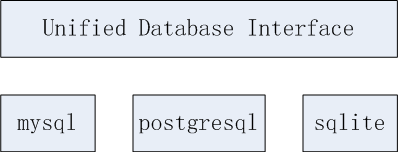 Unified Database Interface
mysql postgresql sqlite